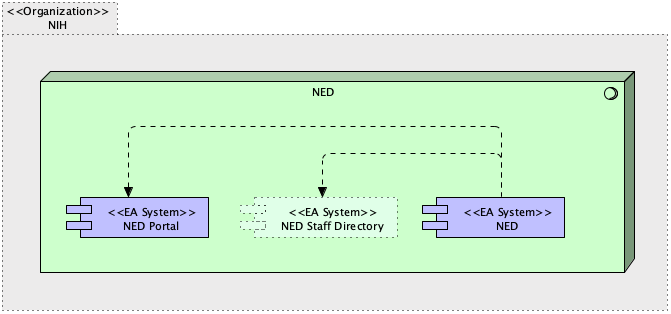 <<Organization>>
NIH
NED
<<EA System>>
NED Portal
<<EA System>>
NED Staff Directory
<<EA System>>
NED